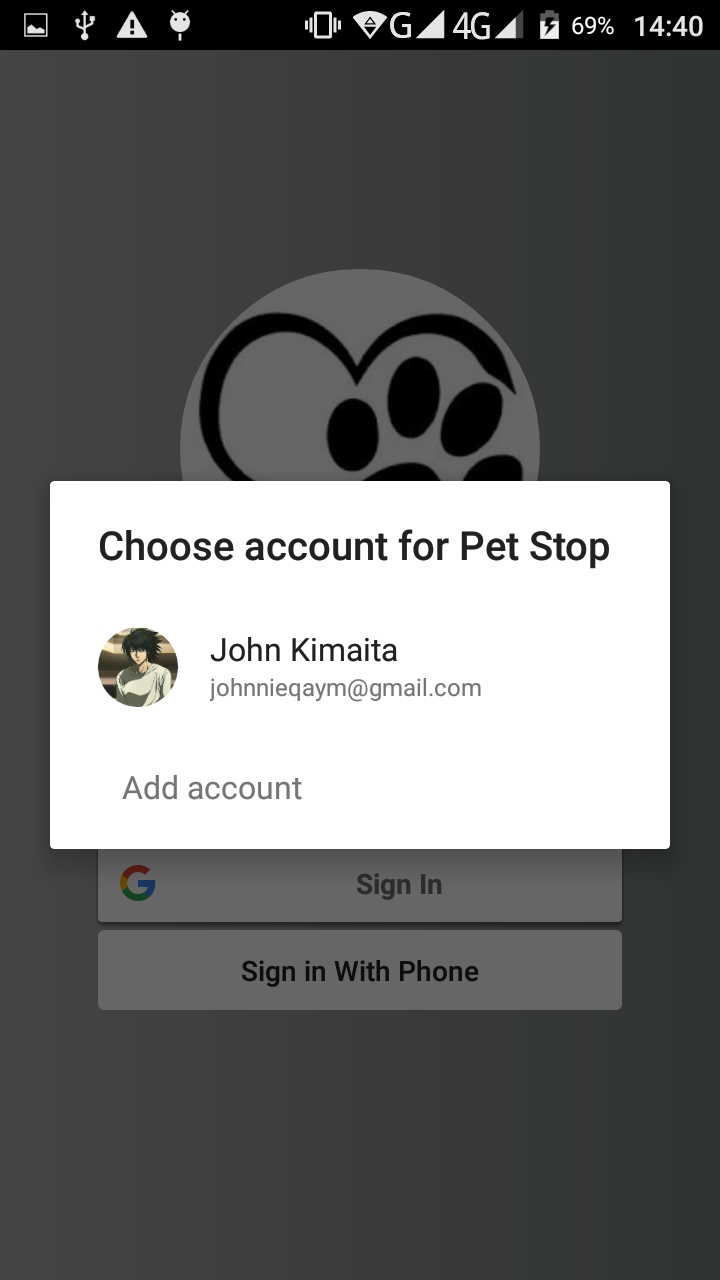 G 4G 69% 14:40
Choose account for Pet Stop
John Kimaita
johnnieqaym@gmail.com
Add account
G Sign In
Sign in With Phone